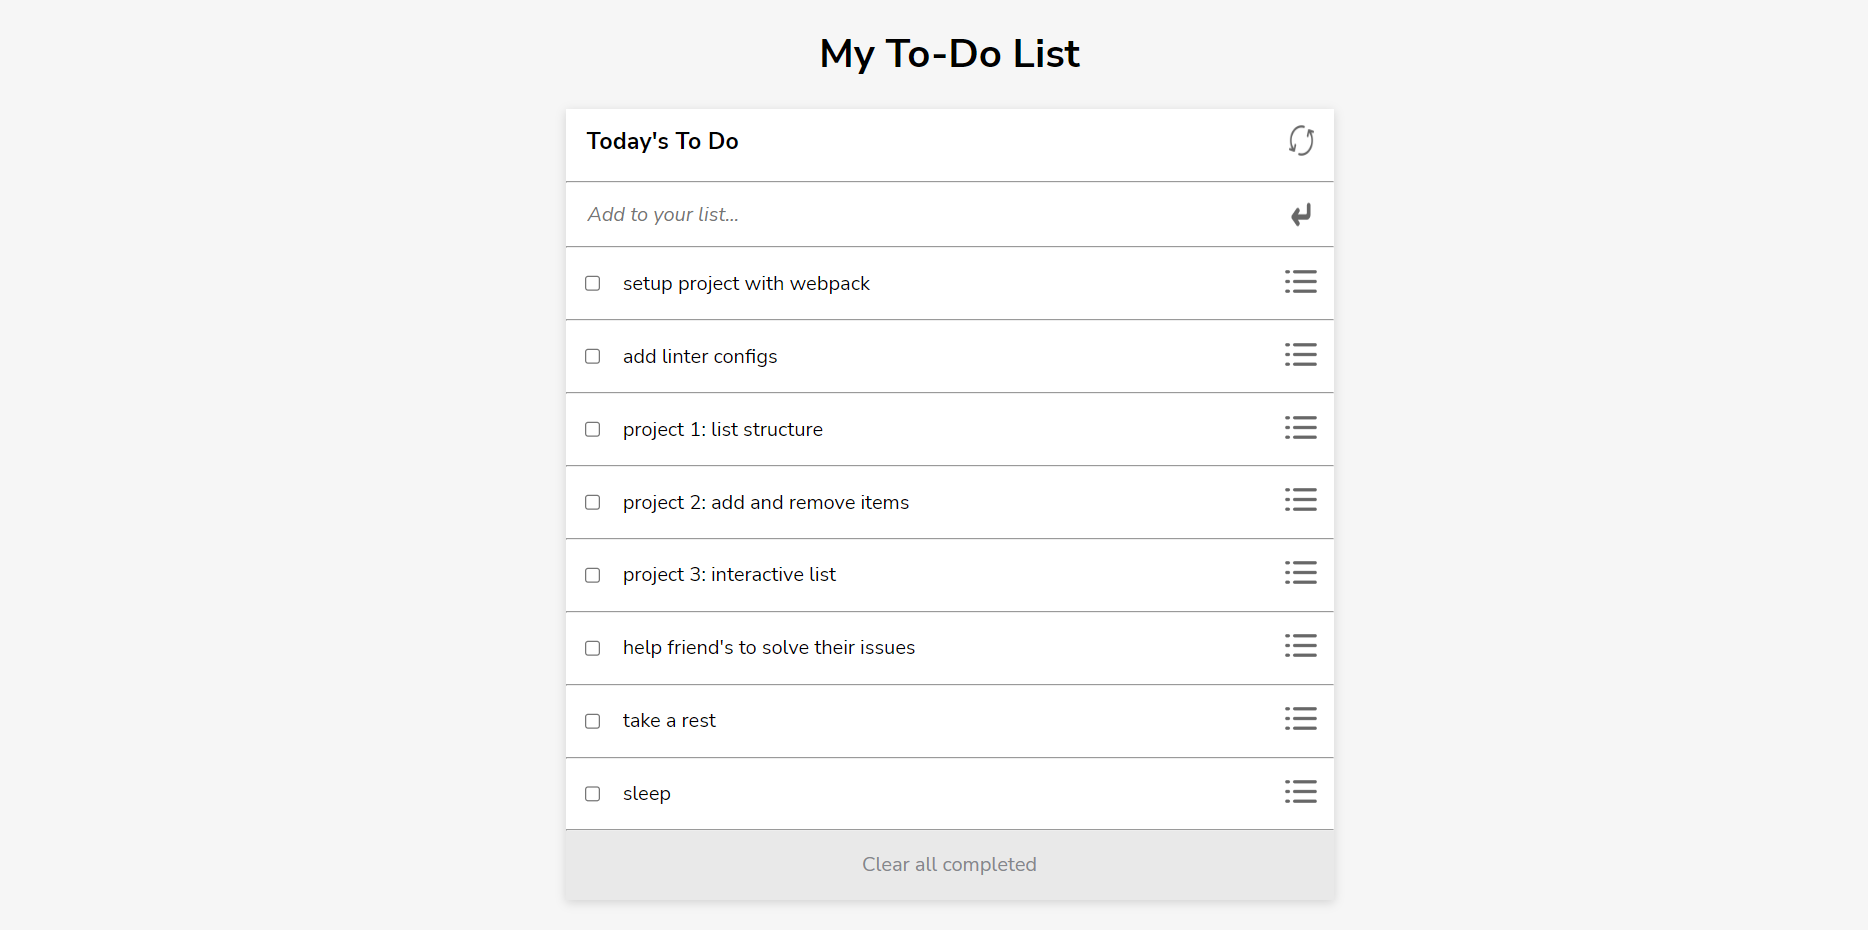 My To-Do List
Today's To Do
Add to your list...
setup project with webpack
add linter configs
project 1: list structure
project 2: add and remove items
project 3: interactive list
help friend's to solve their issues
take a rest
sleep
Clear all completed